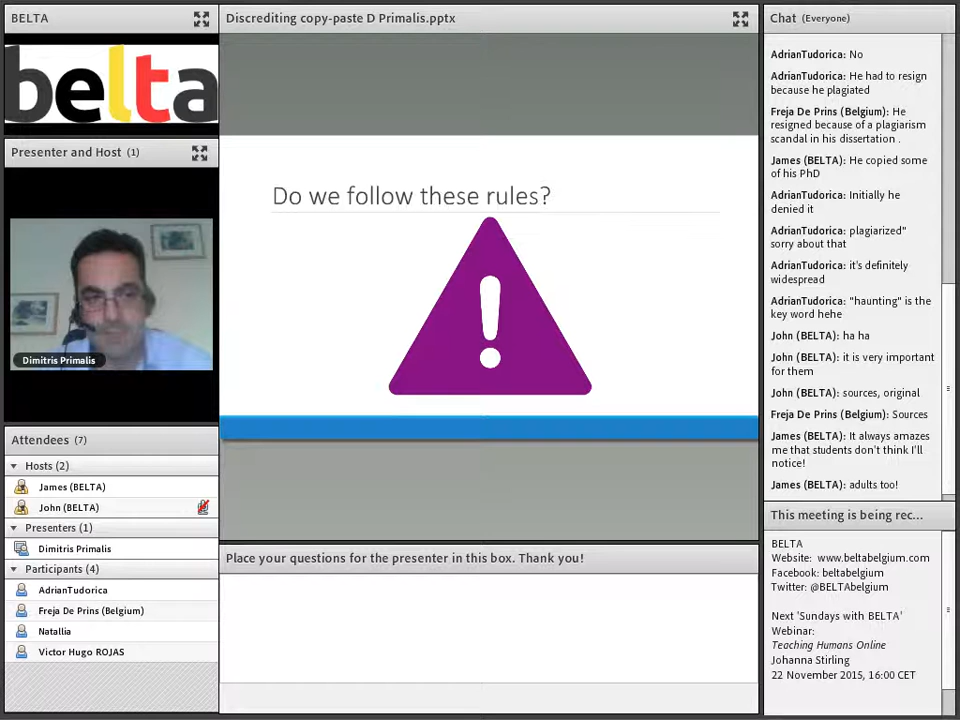 BELTA
belta
Presenter and Host (1)
Dimitris Primalis
Attendees (7)
Hosts (2)
James (BELTA)
John (BELTA)
Presenters (1)
Dimitris Primalis
Participants (4)
AdrianTudorica
Freja De Prins (Belgium)
Natallia
Victor Hugo ROJAS
Discrediting copy-paste D Primalis.pptx
Do we follow these rules?
!
Place your questions for the presenter in this box. Thank you!
Chat (Everyone)
AdrianTudorica: No
AdrianTudorica: He had to resign
because he plagiated
Freja De Prins (Belgium): He
resigned because of a plagiarism
scandal in his dissertation .
James (BELTA): He copied some
of his PhD
AdrianTudorica: Initially he
denied it
AdrianTudorica: plagiarized"
sorry about that
AdrianTudorica: it's definitely
widespread
AdrianTudorica: "haunting" is the
key word hehe
John (BELTA): ha ha
John (BELTA): it is very important
for them
John (BELTA): sources, original
Freja De Prins (Belgium): Sources
James (BELTA): It always amazes
me that students don't think I'll
notice!
James (BELTA): adults too!
This meeting is being rec...
BELTA
Website: www.beltabelgium.com
Facebook: beltabelgium
Twitter: @BELTAbelgium
Next 'Sundays with BELTA'
Webinar:
Teaching Humans Online
Johanna Stirling
22 November 2015, 16:00 CET